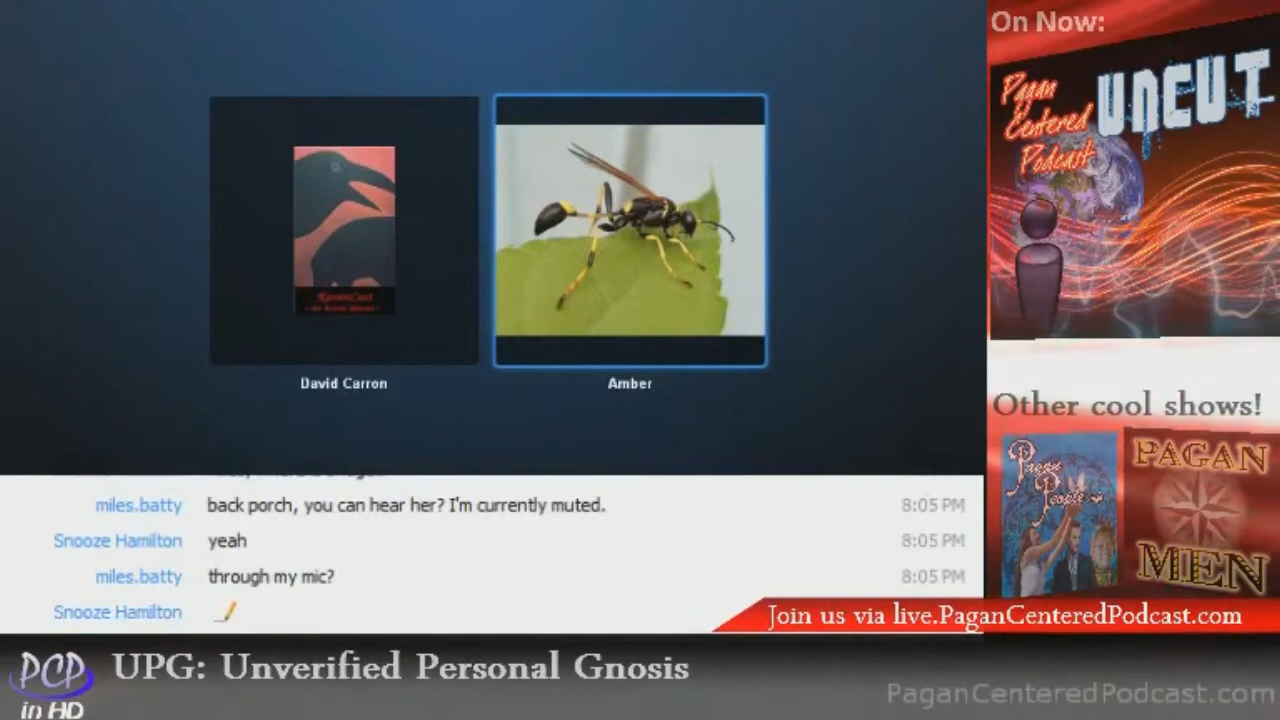 On Now:
Pagan
Centered
Podcast
UNCUT
RavenCast
David Carron
Amber
Other cool shows!
Pagan
People
PAGAN
MEN
miles.batty back porch, you can hear her? I'm currently muted. 8:05 PM
Snooze Hamilton yeah 8:05 PM
miles.batty through my mic? 8:05 PM
Snooze Hamilton
Join us via live.PaganCenteredPodcast.com
PCP
in HD
UPG: Unverified Personal Gnosis
PaganCenteredPodcast.com